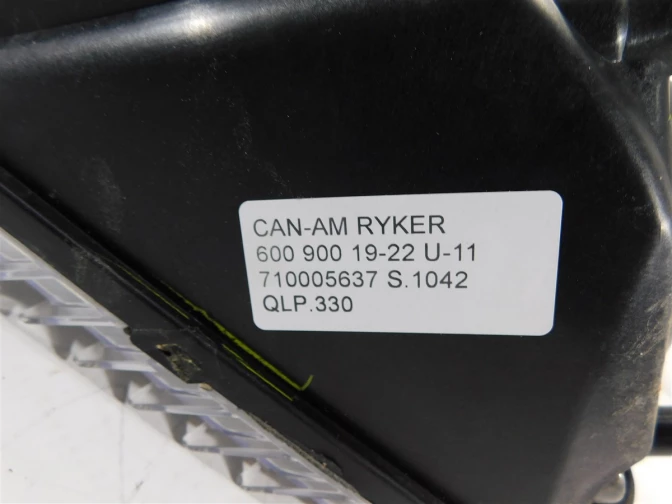 CAN-AM RYKER
600 900 19-22 U-11
710005637 S.1042
QLP.330